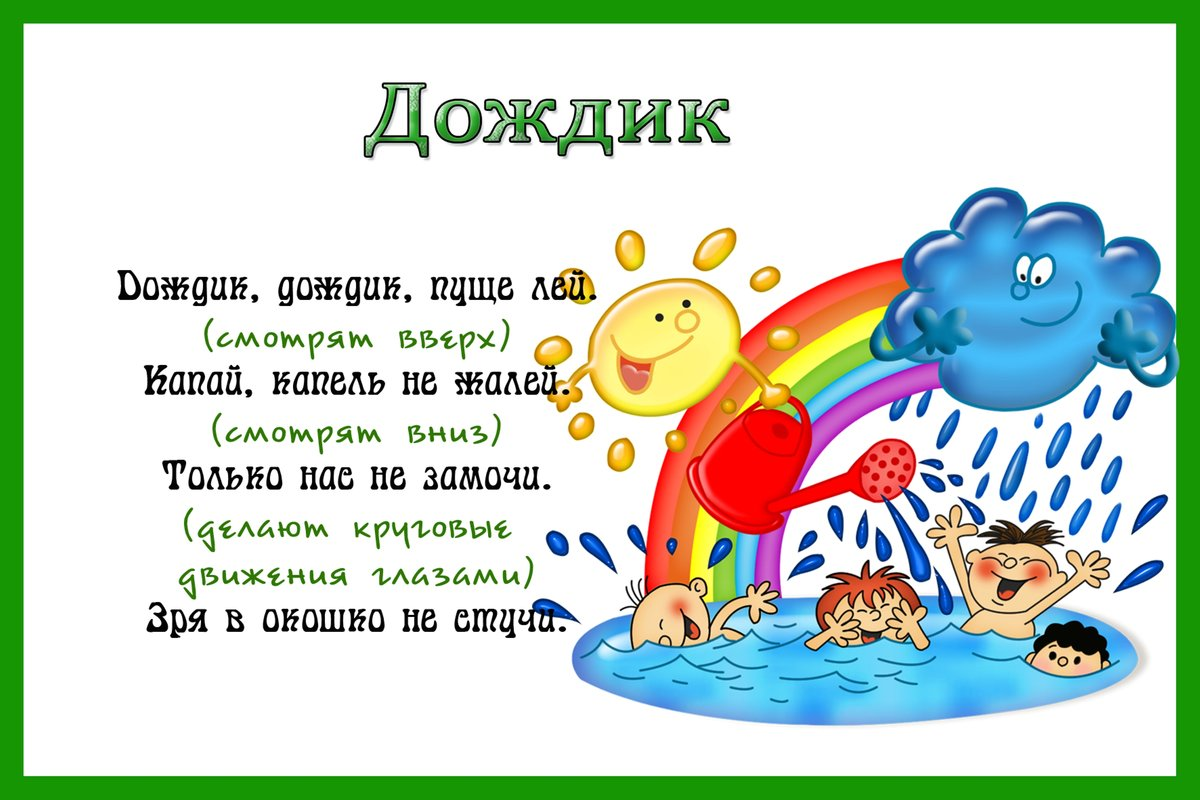 Дождик
Дождик, дождик, пуще лей.
(смотрят вверх)
Капай, капель не жалей.
(смотрят вниз)
Только нас не замочи.
(делают круговые
движения глазами)
Зря в окошко не стучи.